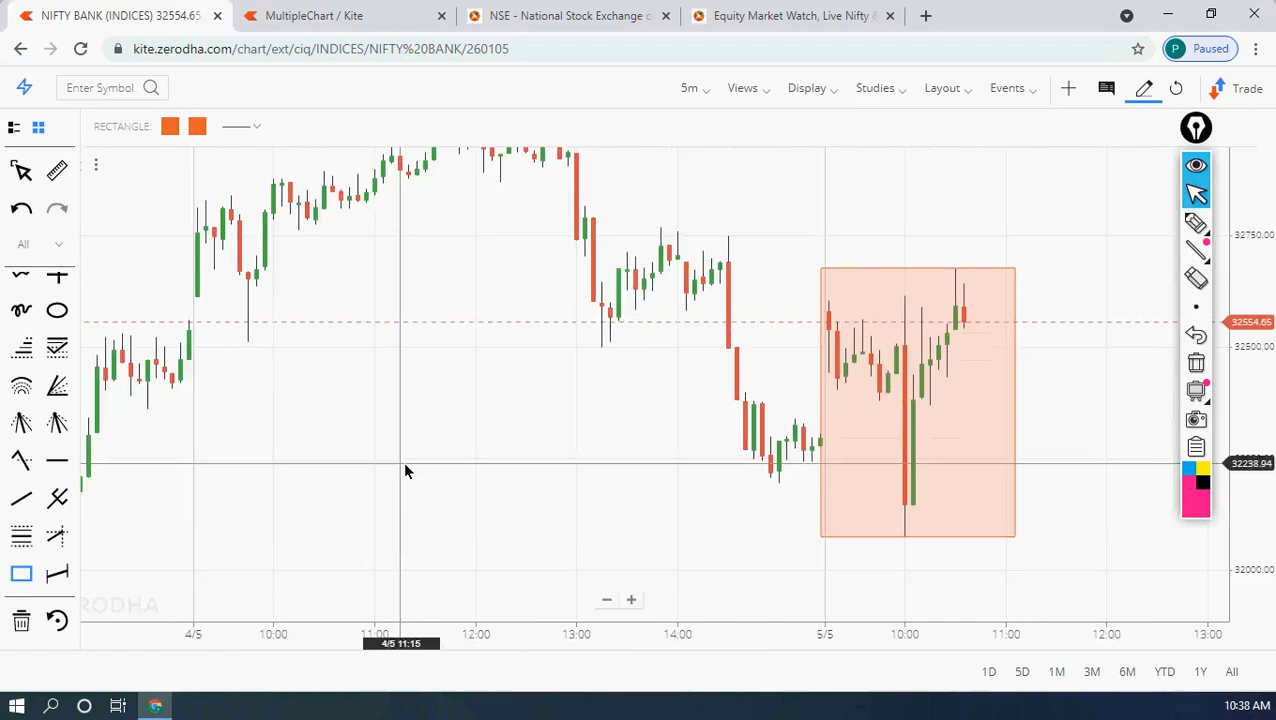 NIFTY BANK (INDICES) 32554.65
MultipleChart / Kite
NSE - National Stock Exchange o
Equity Market Watch, Live Nifty &
kite.zerodha.com/chart/ext/ciq/INDICES/NIFTY%20BANK/260105
P
Paused
Enter Symbol
5m
Views
Display
Studies
Layout
Events
Trade
RECTANGLE:
All
32750.00
32554.65
32500.00
32238.94
32000.00
ERODHA
4/5
10:00
11:00
12:00
13:00
14:00
5/5
10:00
11:00
12:00
13:00
4/5 11:15
1D
5D
1M
3M
6M
YTD
1Y
All
10:38 AM